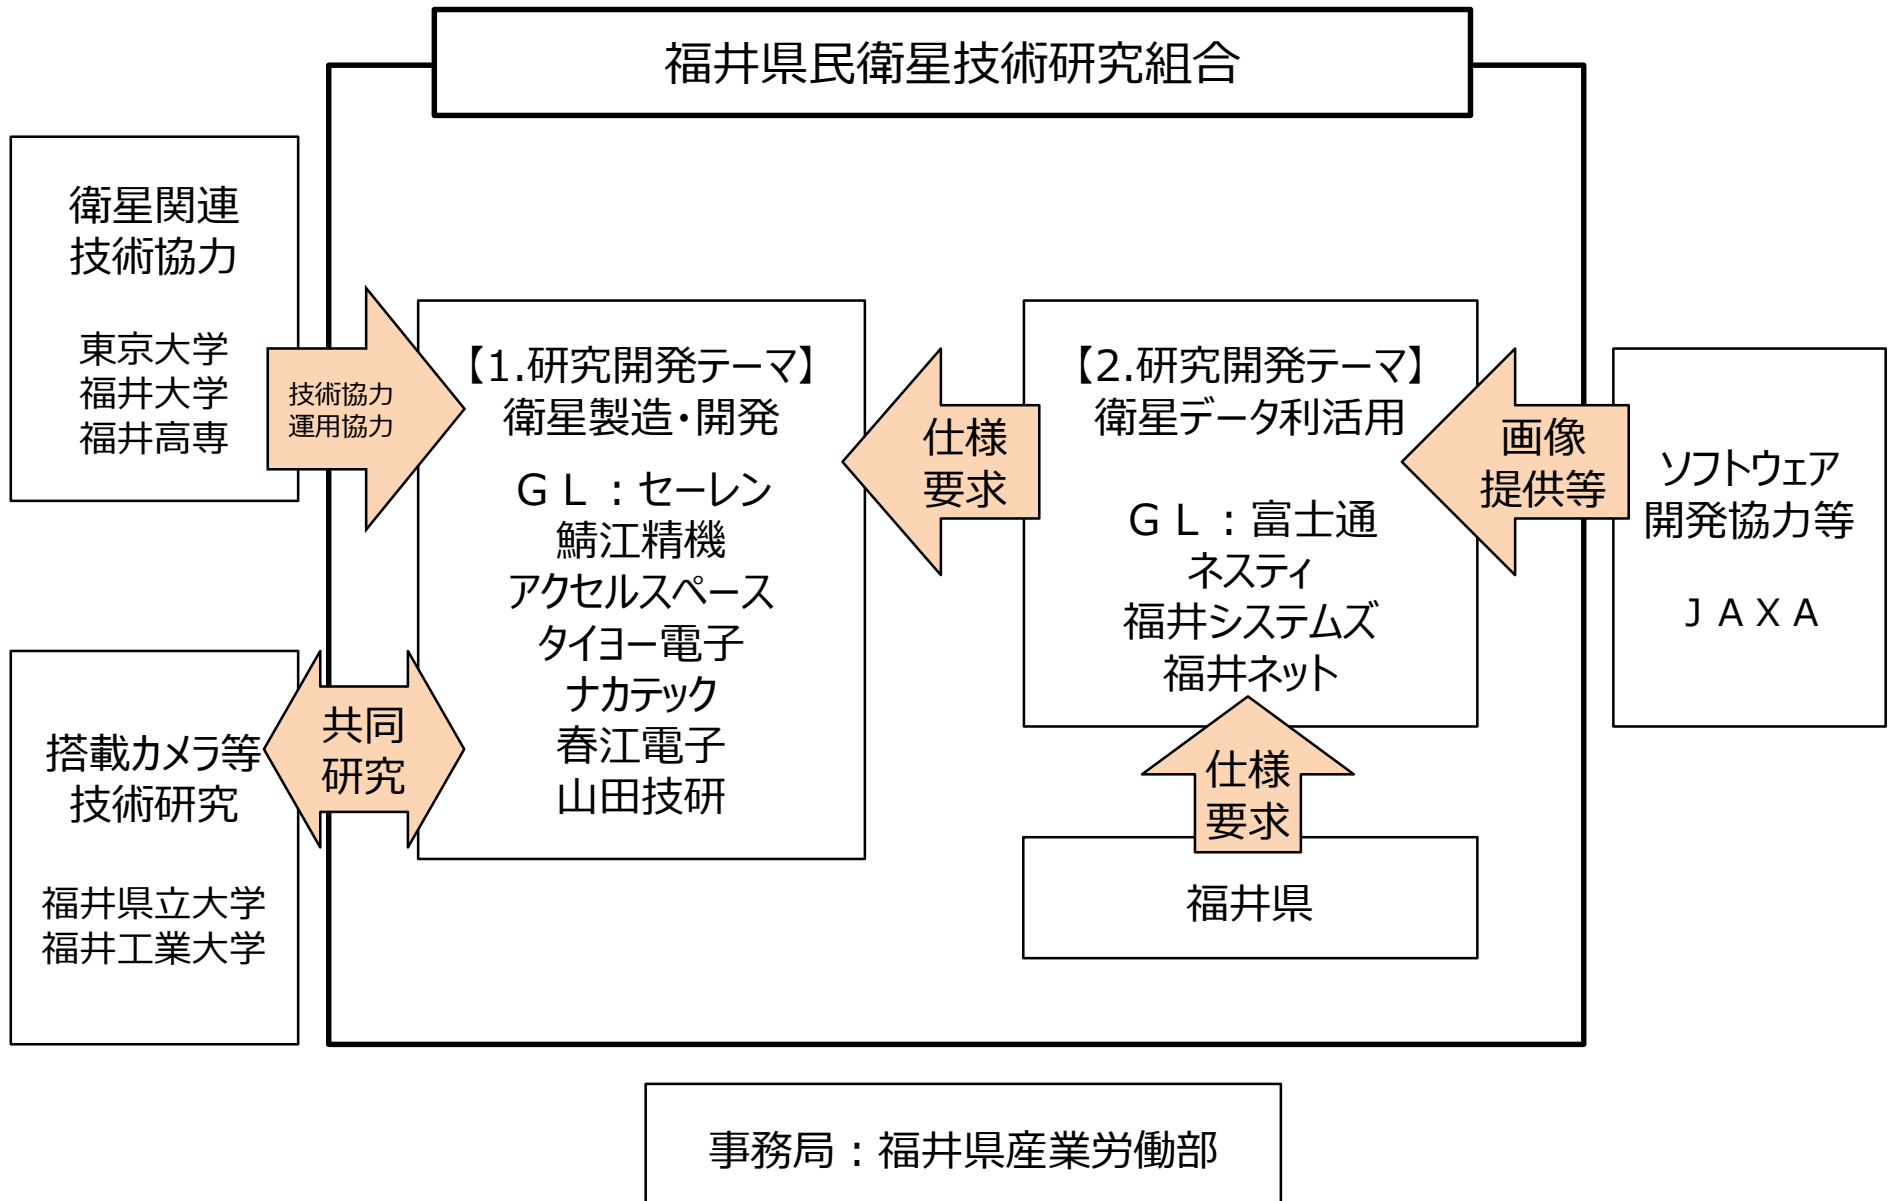 福井県民衛星技術研究組合
衛星関連
技術協力
東京大学
福井大学
福井高専
技術協力
運用協力
【1.研究開発テーマ】
衛星製造・開発
ＧＬ：セーレン
鯖江精機
アクセルスペース
タイヨー電子
ナカテック
春江電子
山田技研
仕様
要求
【2.研究開発テーマ】
衛星データ利活用
ＧＬ：富士通
ネスティ
福井システムズ
福井ネット
画像
提供等
ソフトウェア
開発協力等
ＪＡＸＡ
搭載カメラ等
技術研究
福井県立大学
福井工業大学
共同
研究
仕様
要求
福井県
事務局：福井県産業労働部